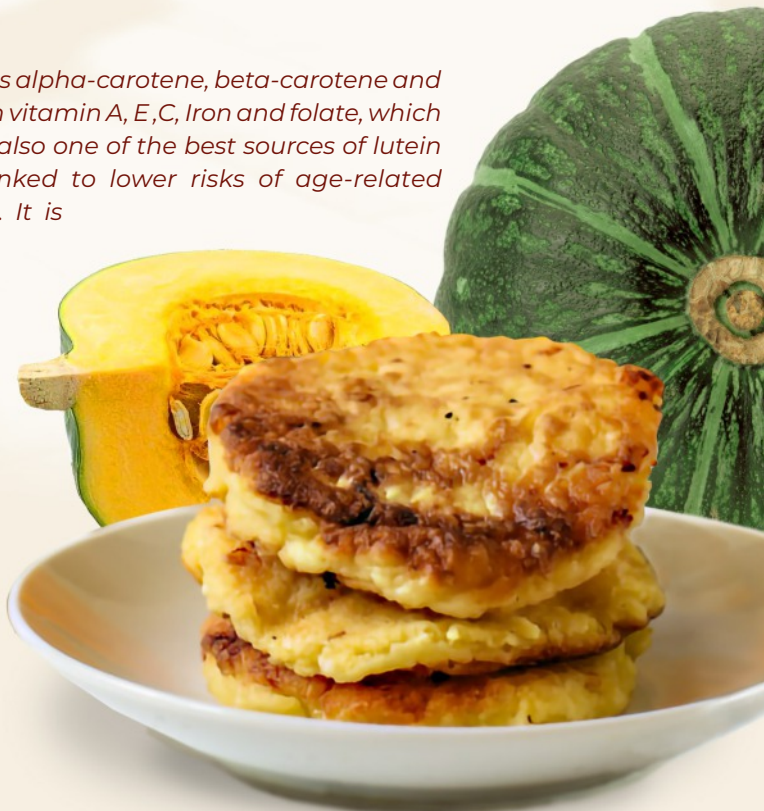 s alpha-carotene, beta-carotene and
vitamin A, E ,C, Iron and folate, which
also one of the best sources of lutein
nked to lower risks of age-related
. It is